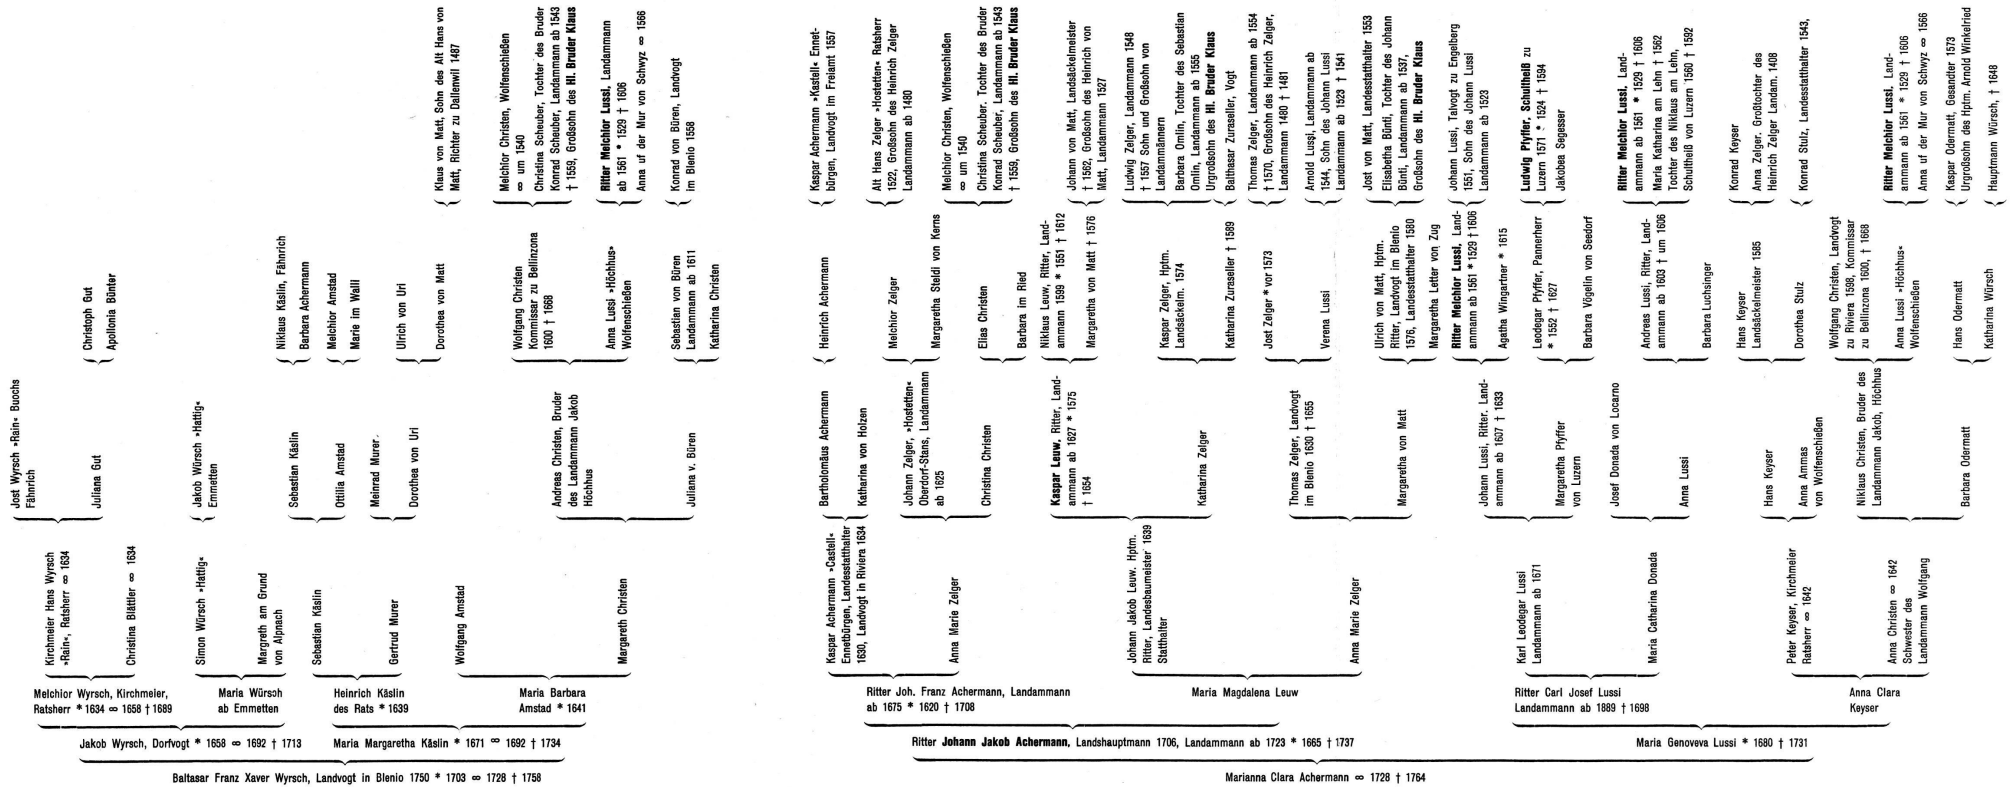 Klaus von Matt, Sohn des Alt Hans von
Matt, Richter zu Dallenwil 1487
Melchior Christen, Wolfenschießen
∞ um 1540
Christina Scheuber, Tochter des Bruder
Konrad Scheuber, Landammann ab 1543
† 1559, Großsohn des Hl. Bruder Klaus
Ritter Melchior Lussi, Landammann
ab 1561 * 1529 † 1606
Anna uf der Mur von Schwyz ∞ 1566
Konrad von Büren, Landvogt
im Blenio 1558
Kaspar Achermann »Kastell« Ennet-
bürgen, Landvogt im Freiamt 1557
Alt Hans Zelger »Hostetten« Ratsherr
1522, Großsohn des Heinrich Zelger
Landammann ab 1480
Melchior Christen, Wolfenschießen
∞ um 1540
Christina Scheuber. Tochter des Bruder
Konrad Scheuber, Landammann ab 1543
† 1559, Großsohn des Hl. Bruder Klaus
Johann von Matt, Landsäckelmeister
† 1562, Großsohn des Heinrich von
Matt, Landammann 1527
Ludwig Zelger, Landammann 1548
† 1557 Sohn und Großsohn von
Landammännern
Barbara Omlin, Tochter des Sebastian
Omlin, Landammann ab 1555
Urgroßsohn des Hl. Bruder Klaus
Balthasar Zuraseller, Vogt
Thomas Zelger, Landammann ab 1554
† 1570, Großsohn des Heinrich Zelger,
Landammann 1480 † 1481
Arnold Lussi, Landammann ab
1544, Sohn des Johann Lussi
Landammann ab 1523 † 1541
Jost von Matt, Landesstatthalter 1553
Elisabetha Bünti, Tochter des Johann
Bünti, Landammann ab 1537,
Großsohn des Hl. Bruder Klaus
Johann Lussi, Talvogt zu Engelberg
1551, Sohn des Johann Lussi
Landammann ab 1523
Ludwig Pfyffer, Schultheiß zu
Luzern 1571 * 1524 † 1594
Jakobea Segesser
Ritter Melchior Lussi, Land-
ammann ab 1561 * 1529 † 1606
Maria Katharina am Lehn † 1562
Tochter des Niklaus am Lehn,
Schultheiß von Luzern 1560 † 1592
Konrad Keyser
Anna Zelger. Großtochter des
Heinrich Zelger Landam. 1408
Konrad Stulz, Landesstatthalter 1543,
Ritter Melchior Lussi, Land-
ammann ab 1561 * 1529 † 1606
Anna uf der Mur von Schwyz ∞ 1566
Kaspar Odermatt, Gesandter 1573
Urgroßsohn des Hptm. Arnold Winkelried
Hauptmann Würsch, † 1648
Christoph Gut
Apollonia Bünter
Niklaus Käslin, Fähnrich
Barbara Achermann
Melchior Amstad
Marie im Walli
Ulrich von Uri
Dorothea von Matt
Wolfgang Christen
Kommissar zu Bellinzona
1600 † 1668
Anna Lussi »Höchhus«
Wolfenschießen
Sebastian von Büren
Landammann ab 1611
Katharina Christen
Heinrich Achermann
Melchior Zelger
Margaretha Steldi von Kerns
Elias Christen
Barbara im Ried
Niklaus Leuw, Ritter, Land-
ammann 1599 * 1551 † 1612
Margaretha von Matt † 1576
Kaspar Zelger, Hptm.
Landsäckelm. 1574
Katharina Zuraseller † 1589
Jost Zelger * vor 1573
Verena Lussi
Ulrich von Matt, Hptm.
Ritter, Landvogt im Blenio
1576, Landesstatthalter 1580
Margaretha Letter von Zug
Ritter Melchior Lussi, Land-
ammann ab 1561 * 1529 † 1606
Agatha Wingartner * 1615
Leodegar Pfyffer, Pannerherr
* 1552 † 1627
Barbara Vögelin von Seedorf
Andreas Lussi, Ritter, Land-
ammann ab 1603 † um 1606
Barbara Luchsinger
Hans Keyser
Landsäckelmeister 1585
Dorothea Stulz
Wolfgang Christen, Landvogt
zu Riviera 1598, Kommissar
zu Bellinzona 1600, † 1668
Anna Lussi »Höchhus«
Wolfenschießen
Hans Odermatt
Katharina Würsch
Jost Wyrsch »Rain« Buochs
Fähnrich
Juliana Gut
Jakob Würsch »Hattig«
Emmetten
Sebastian Käslin
Ottilia Amstad
Meinrad Murer.
Dorothea von Uri
Andreas Christen, Bruder
des Landammann Jakob
Höchhus
Juliana v. Büren
Bartholomäus Achermann
Katharina von Holzen
Johann Zelger, »Hostetten«
Oberdorf-Stans, Landammann
ab 1625
Christina Christen
Kaspar Leuw, Ritter, Land-
ammann ab 1627 * 1575
† 1654
Katharina Zelger
Thomas Zelger, Landvogt
im Blenio 1630 † 1655
Margaretha von Matt
Johann Lussi, Ritter. Land-
ammann ab 1607 † 1633
Margaretha Pfyffer
von Luzern
Josef Donada von Locarno
Anna Lussi
Hans Keyser
Anna Ammas
von Wolfenschießen
Niklaus Christen, Bruder des
Landammann Jakob, Höchhus
Barbara Odermatt
Kirchmeier Hans Wyrsch
»Rain«, Ratsherr ∞ 1634
Christina Blättler ∞ 1634
Simon Würsch »Hattig«
Margreth am Grund
von Alpnach
Sebastian Käslin
Gertrud Murer
Wolfgang Amstad
Margareth Christen
Kaspar Achermann »Castell«
Ennetbürgen, Landesstatthalter
1630, Landvogt in Riviera 1634
Anna Marie Zelger
Johann Jakob Leuw. Hptm.
Ritter, Landesbaumeister 1639
Statthalter
Anna Marie Zelger
Karl Leodegar Lussi
Landammann ab 1671
Maria Catharina Donada
Peter Keyser, Kirchmeier
Ratsherr ∞ 1642
Anna Christen ∞ 1642
Schwester des
Landammann Wolfgang
Melchior Wyrsch, Kirchmeier,
Ratsherr * 1634 ∞ 1658 † 1689
Maria Würsch
ab Emmetten
Heinrich Käslin
des Rats * 1639
Maria Barbara
Amstad * 1641
Ritter Joh. Franz Achermann, Landammann
ab 1675 * 1620 † 1708
Maria Magdalena Leuw
Ritter Carl Josef Lussi
Landammann ab 1889 † 1698
Anna Clara
Keyser
Jakob Wyrsch, Dorfvogt * 1658 ∞ 1692 † 1713
Maria Margaretha Käslin * 1671 ∞ 1692 † 1734
Ritter Johann Jakob Achermann, Landshauptmann 1706, Landammann ab 1723 * 1665 † 1737
Maria Genoveva Lussi * 1680 † 1731
Baltasar Franz Xaver Wyrsch, Landvogt in Blenio 1750 * 1703 ∞ 1728 † 1758
Marianna Clara Achermann ∞ 1728 † 1764